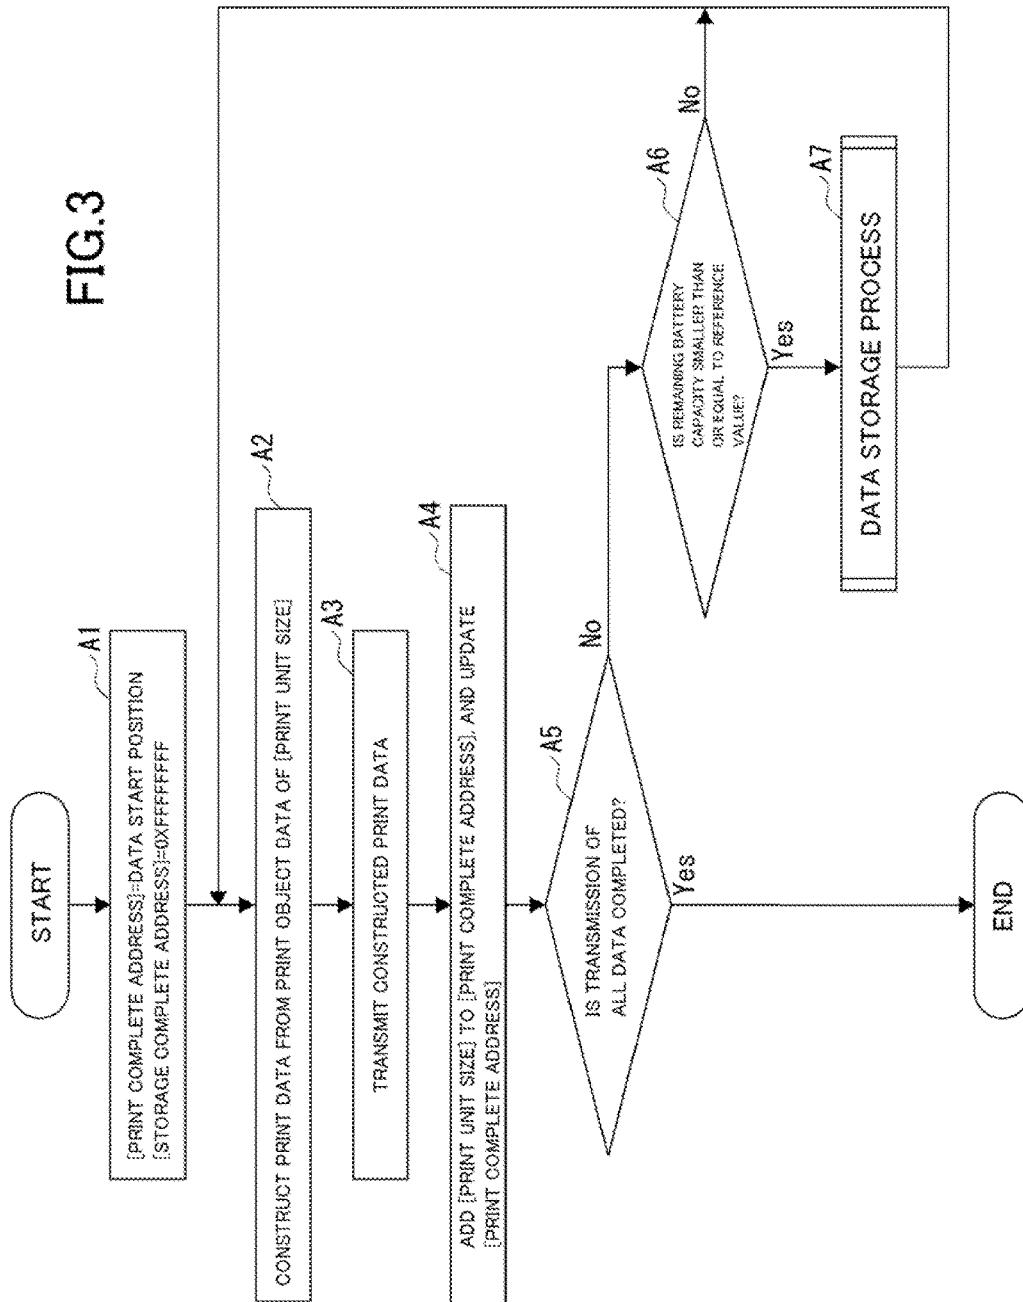 FIG.3
START
A1
[PRINT COMPLETE ADDRESS]=DATA START POSITION
[STORAGE COMPLETE ADDRESS]=0XFFFFFFFF
A2
CONSTRUCT PRINT DATA FROM PRINT OBJECT DATA OF [PRINT UNIT SIZE]
A3
TRANSMIT CONSTRUCTED PRINT DATA
A4
ADD [PRINT UNIT SIZE] TO [PRINT COMPLETE ADDRESS], AND UPDATE
[PRINT COMPLETE ADDRESS]
A5
IS TRANSMISSION OF
ALL DATA COMPLETED?
No
Yes
A6
IS REMAINING BATTERY
CAPACITY SMALLER THAN
OR EQUAL TO REFERENCE
VALUE?
No
Yes
A7
DATA STORAGE PROCESS
END